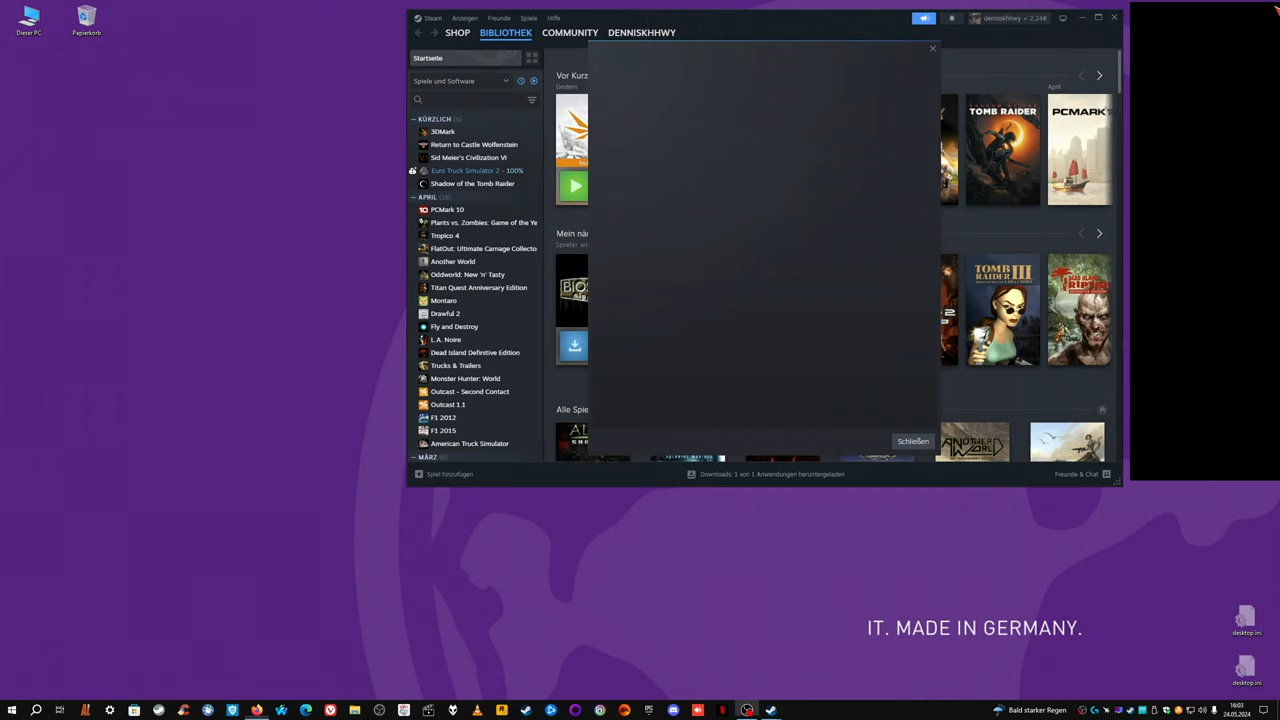 Dieser PC
Papierkorb
Steam Anzeigen Freunde Spiele Hilfe
denniskhhwy 2,24€
SHOP BIBLIOTHEK COMMUNITY DENNISKHHWY
Startseite
Spiele und Software
KÜRZLICH
3DMark
Return to Castle Wolfenstein
Sid Meier's Civilization VI
Euro Truck Simulator 2 - 100%
Shadow of the Tomb Raider
APRIL
PCMark 10
Plants vs. Zombies: Game of the Ye
Tropico 4
FlatOut: Ultimate Carnage Collecto
Another World
Oddworld: New 'n' Tasty
Titan Quest Anniversary Edition
Montaro
Drawful 2
Fly and Destroy
L.A. Noire
Dead Island Definitive Edition
Trucks & Trailers
Monster Hunter: World
Outcast - Second Contact
Outcast 1.1
F1 2012
F1 2015
American Truck Simulator
MÄRZ
Vor Kurz
Gestern
April
TOMB RAIDER
PCMARK
Mein nä
Spieler we
TOMB RAIDER III
Alle Spie
Schließen
Spiel hinzufügen
Downloads: 1 von 1 Anwendungen heruntergeladen
Freunde & Chat
IT. MADE IN GERMANY.
desktop.ini
desktop.ini
Bald starker Regen
16:03
24.05.2024